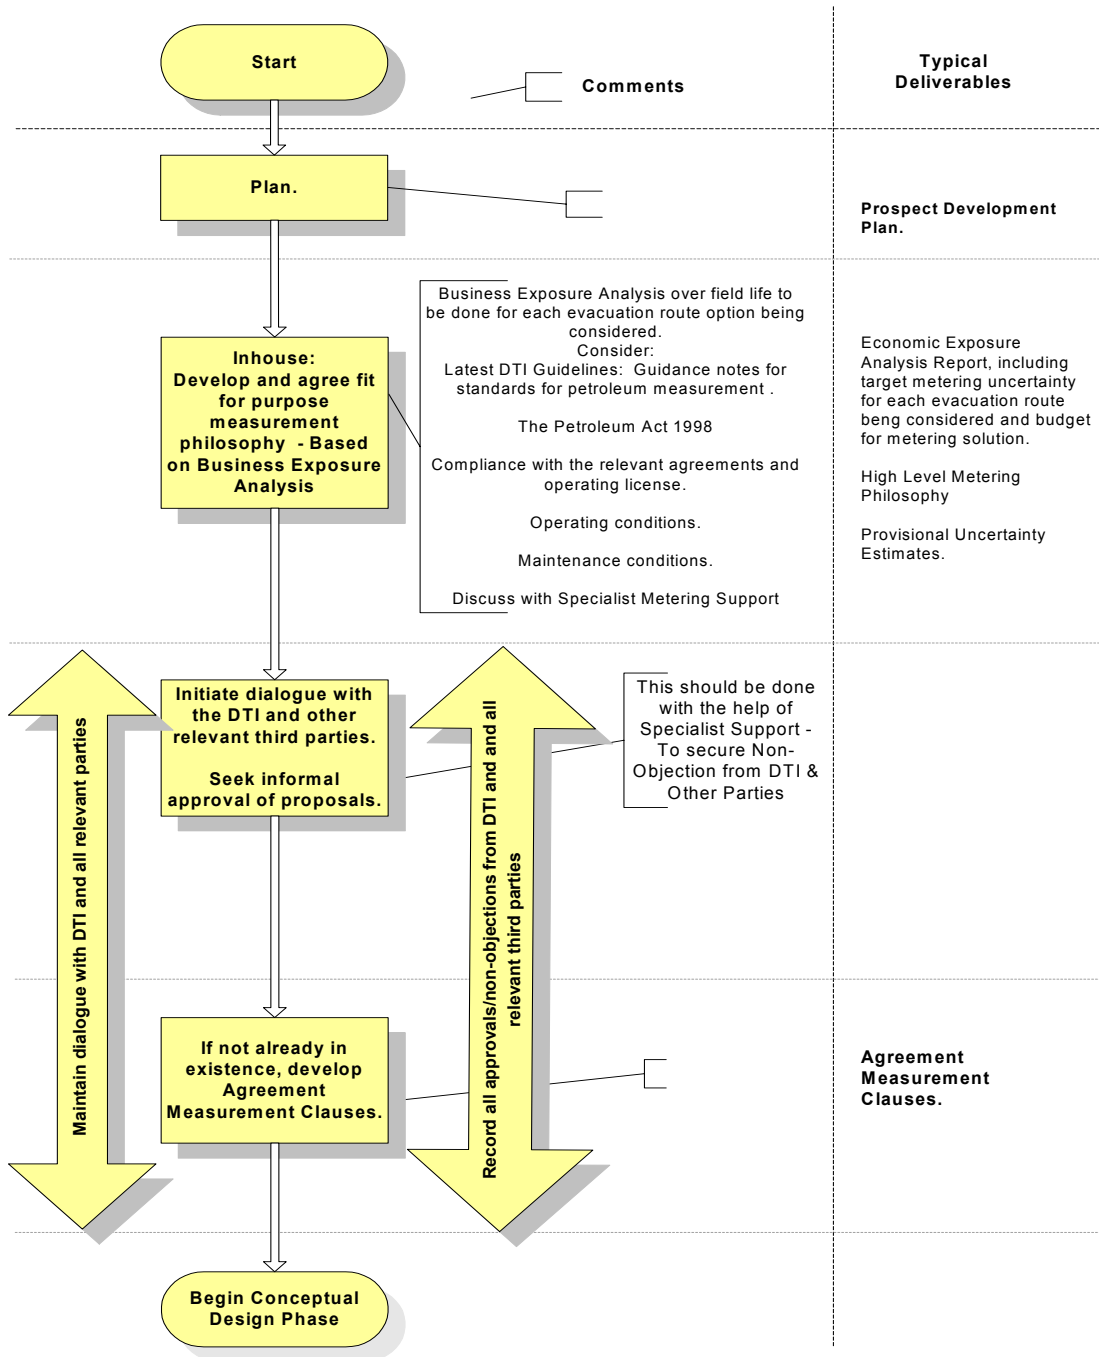 Start
Comments
Typical
Deliverables
Plan.
Prospect Development
Plan.
Inhouse:
Develop and agree fit
for purpose
measurement
philosophy - Based
on Business Exposure
Analysis
Business Exposure Analysis over field life to
be done for each evacuation route option being
considered.
Consider:
Latest DTI Guidelines: Guidance notes for
standards for petroleum measurement .
The Petroleum Act 1998
Compliance with the relevant agreements and
operating license.
Operating conditions.
Maintenance conditions.
Discuss with Specialist Metering Support
Economic Exposure
Analysis Report, including
target metering uncertainty
for each evacuation route
beng considered and budget
for metering solution.
High Level Metering
Philosophy
Provisional Uncertainty
Estimates.
Maintain dialogue with DTI and all relevant parties
Initiate dialogue with
the DTI and other
relevant third parties.
Seek informal
approval of proposals.
Record all approvals/non-objections from DTI and and all
relevant third parties
This should be done
with the help of
Specialist Support -
To secure Non-
Objection from DTI &
Other Parties
If not already in
existence, develop
Agreement
Measurement Clauses.
Agreement
Measurement
Clauses.
Begin Conceptual
Design Phase